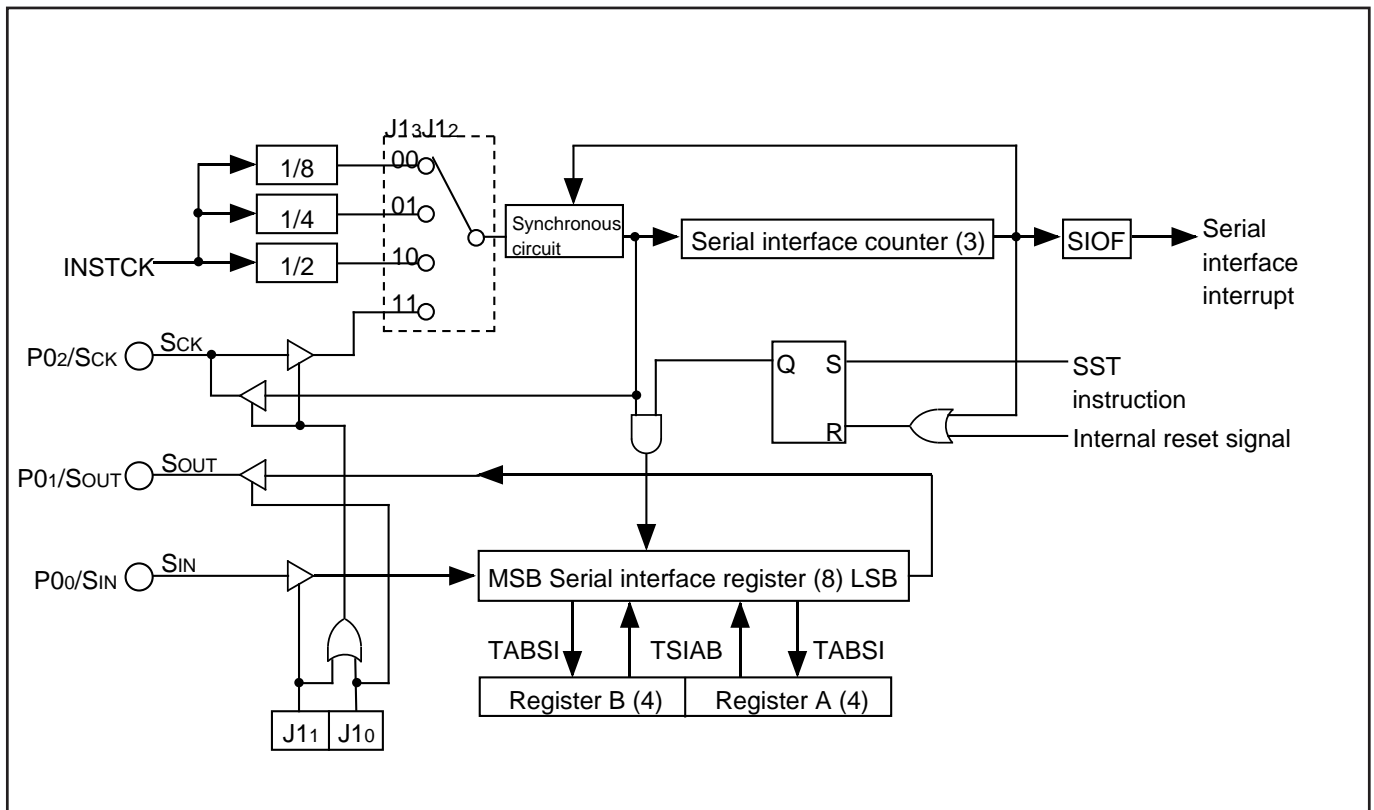 J13J12
00
1/8
01
1/4
10
1/2
11
INSTCK
Synchronous
circuit
Serial interface counter (3)
SIOF
Serial
interface
interrupt
P02/SCK
SCK
Q
S
R
SST
instruction
Internal reset signal
P01/SOUT
SOUT
P00/SIN
SIN
MSB Serial interface register (8) LSB
TABSI
TSIAB
TABSI
Register B (4)
Register A (4)
J11
J10